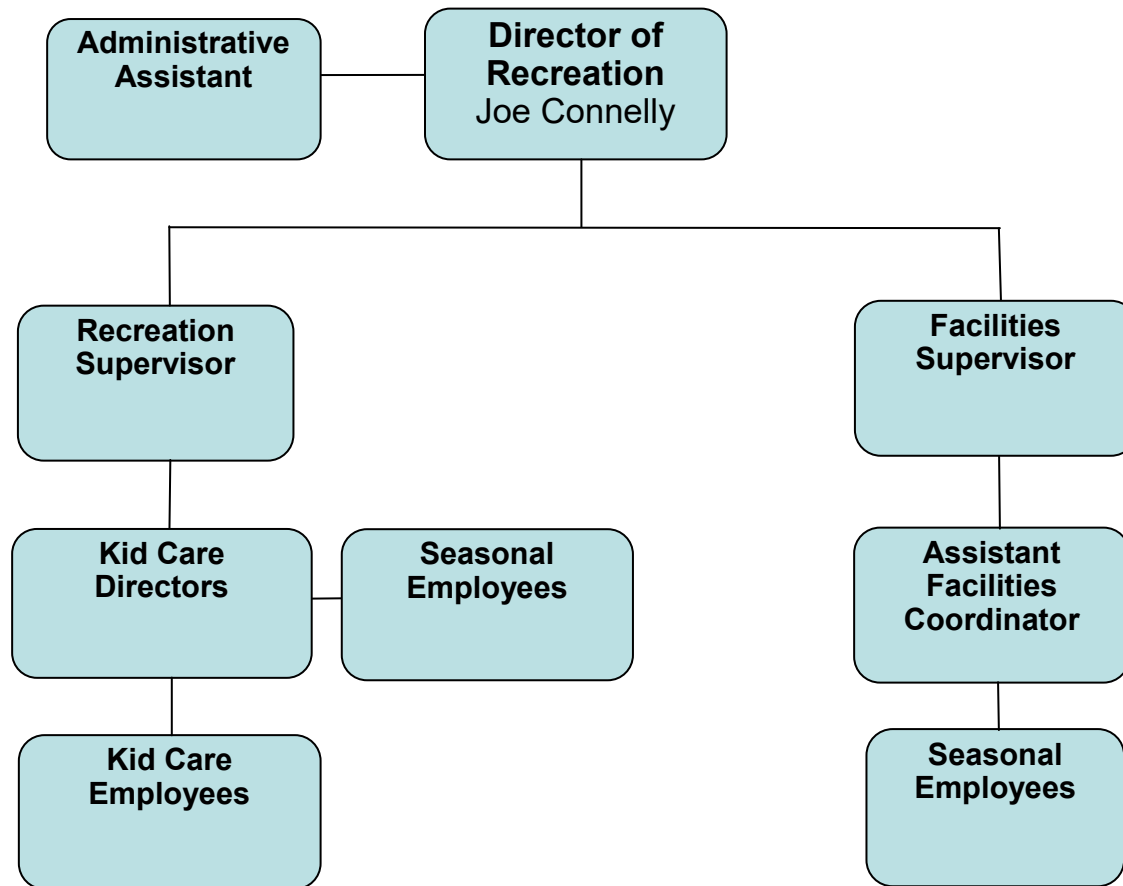 Administrative
Assistant
Director of
Recreation
Joe Connelly
Recreation
Supervisor
Facilities
Supervisor
Kid Care
Directors
Seasonal
Employees
Assistant
Facilities
Coordinator
Kid Care
Employees
Seasonal
Employees